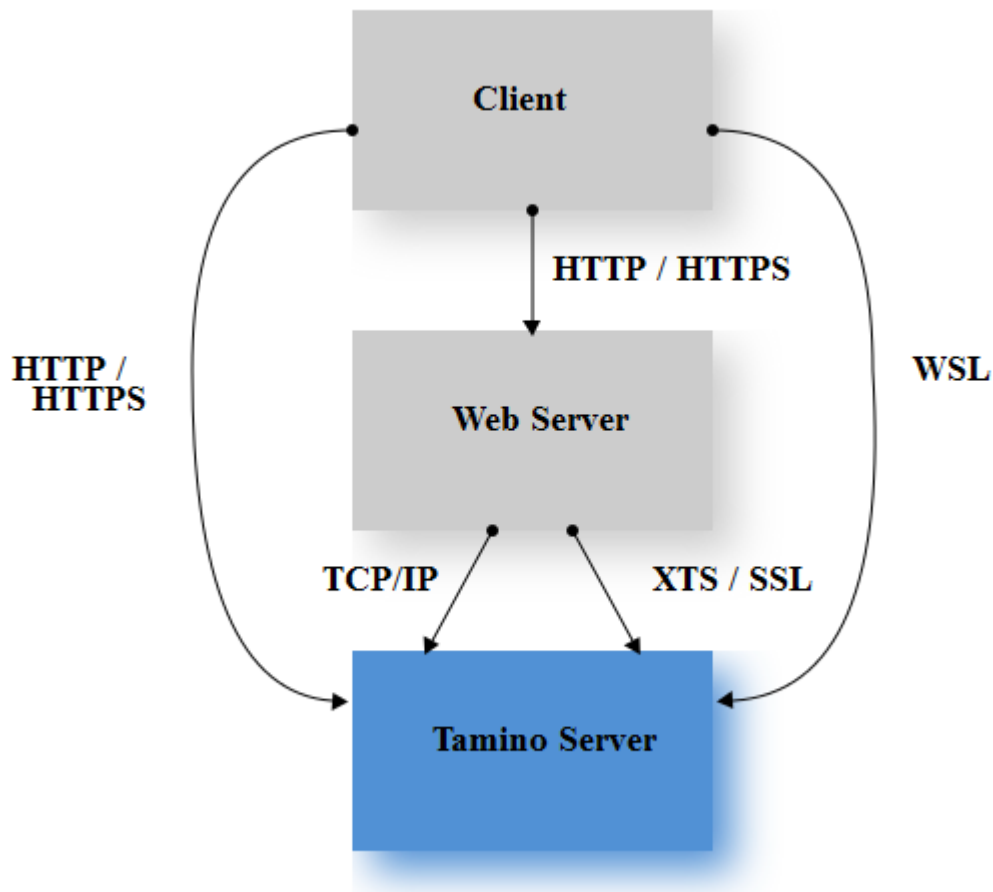 Client
HTTP / HTTPS
HTTP /
HTTPS
WSL
Web Server
TCP/IP
XTS / SSL
Tamino Server